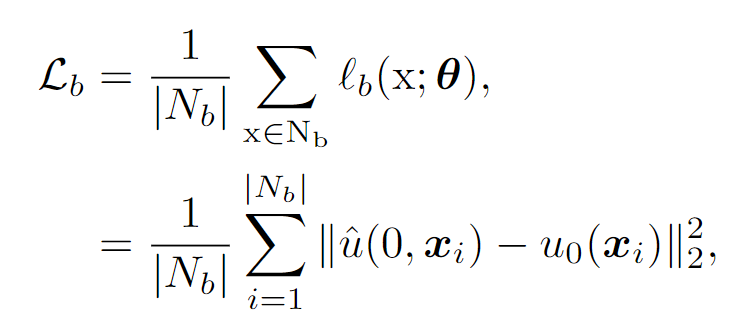 $\boldsymbol{\mathcal{L}}_b = \frac{1}{|N_b|} \sum_{\mathrm{x} \in \mathrm{N_b}} \ell_b(\mathrm{x}; \boldsymbol{\theta}),$
$= \frac{1}{|N_b|} \sum_{i=1}^{|N_b|} \|\hat{u}(0, \boldsymbol{x}_i) - u_0(\boldsymbol{x}_i)\|_2^2,$